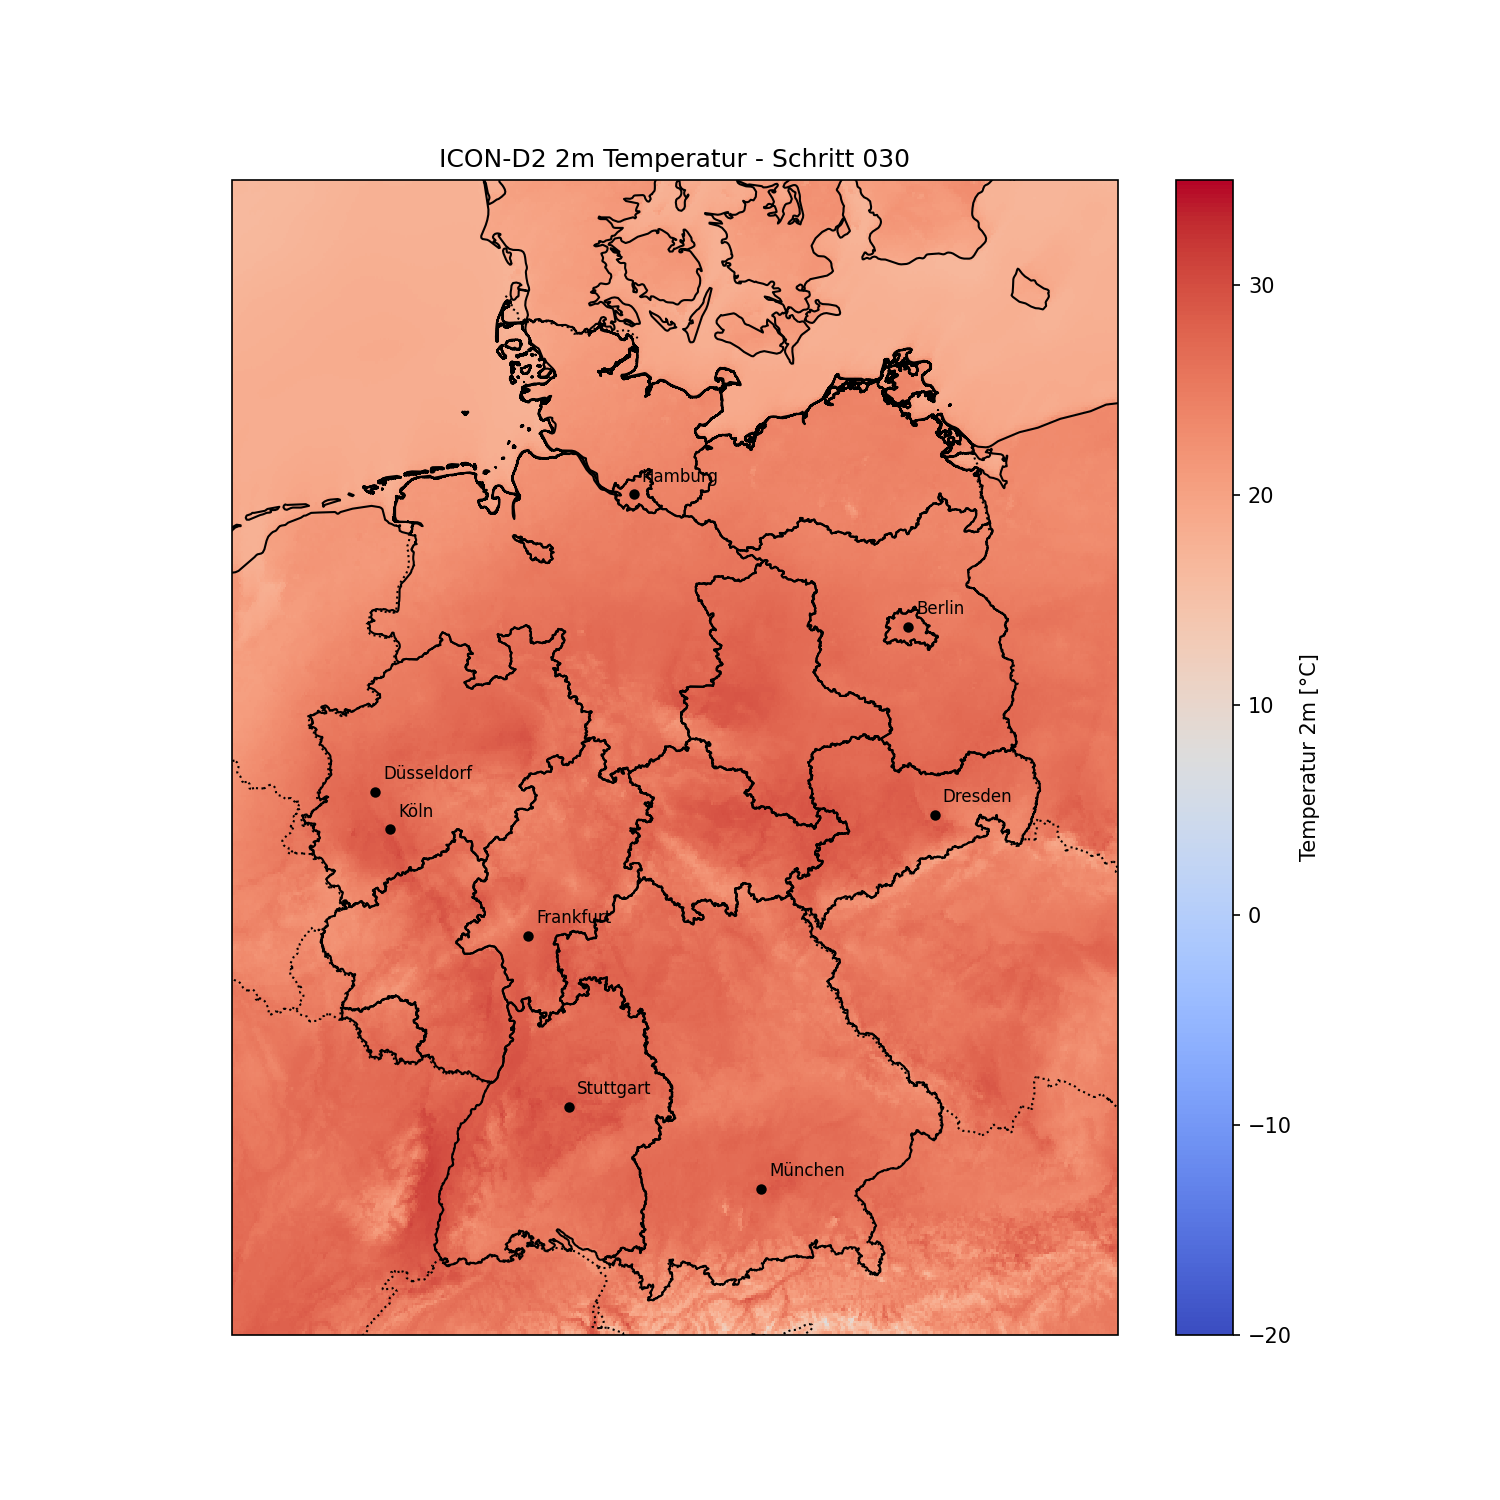 ICON-D2 2m Temperatur - Schritt 030
Hamburg
Berlin
Düsseldorf
Köln
Dresden
Frankfurt
Stuttgart
München
30
20
10
0
−10
−20
Temperatur 2m [°C]